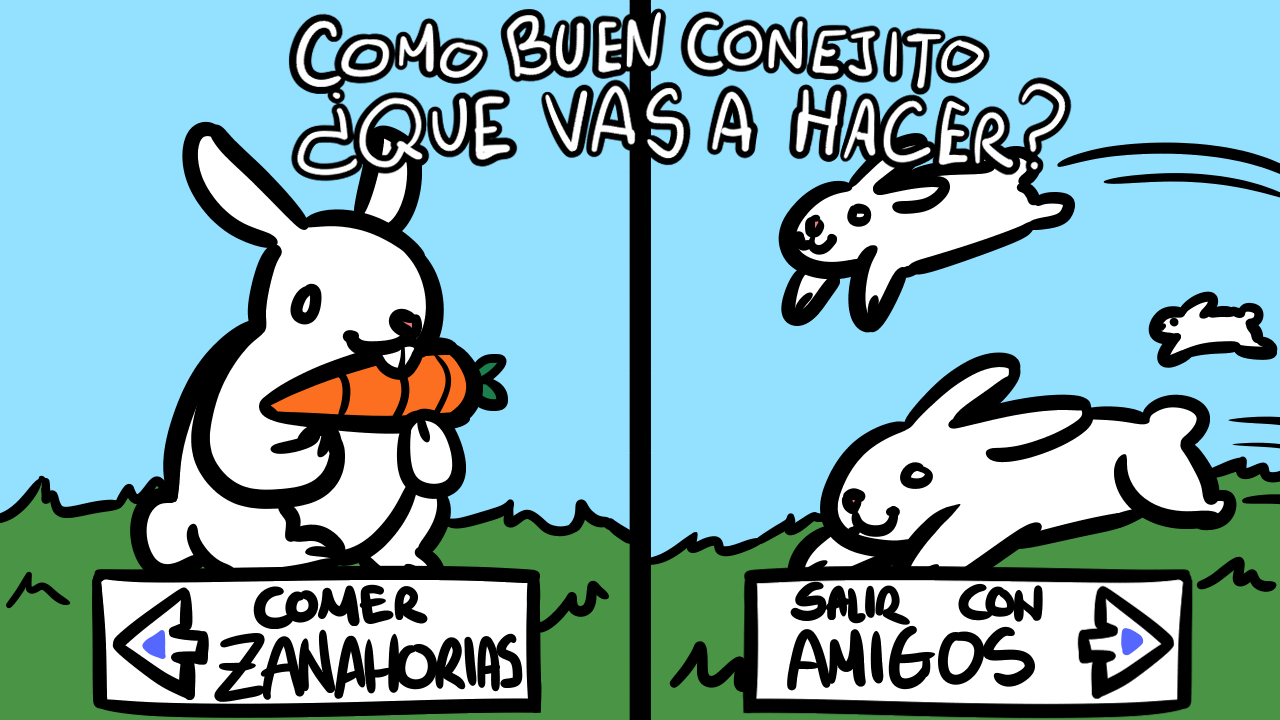 COMO BUEN CONEJITO
¿QUE VAS A HACER?
COMER
ZANAHORIAS
SALIR CON
AMIGOS